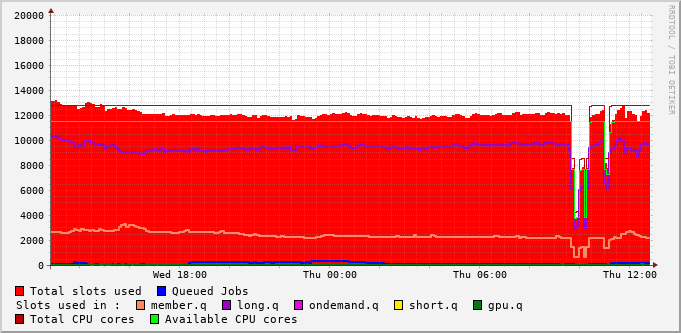 20000
18000
16000
14000
12000
10000
8000
6000
4000
2000
0
Wed 18:00 Thu 00:00 Thu 06:00 Thu 12:00
RRDTOOL / TOBI OETIKER
Total slots used Queued Jobs
Slots used in : member.q long.q ondemand.q short.q gpu.q
Total CPU cores Available CPU cores